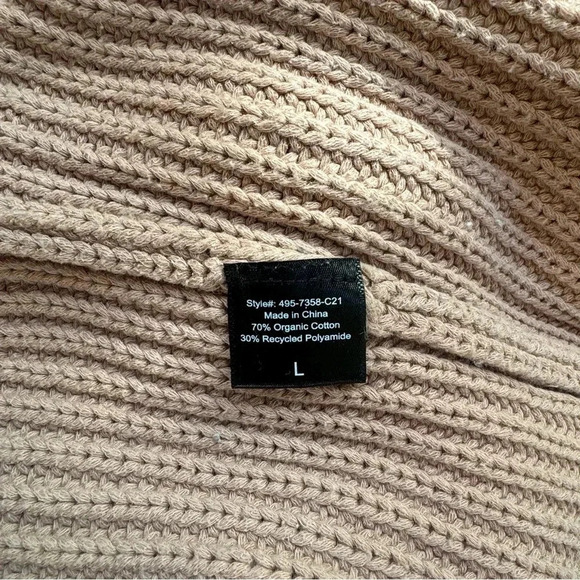 Style#: 495-7358-C21
Made in China
70% Organic Cotton
30% Recycled Polyamide
L